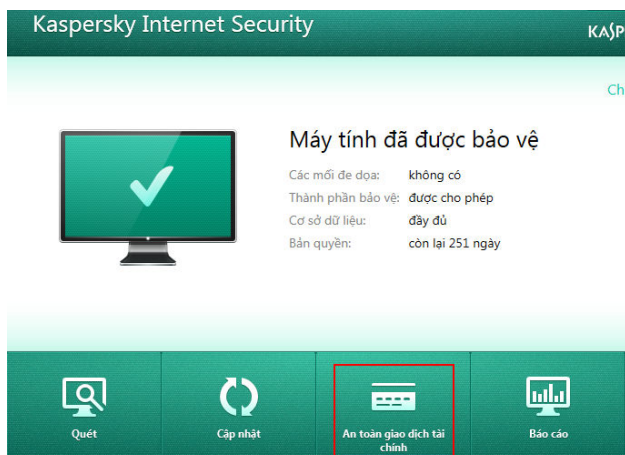 Kaspersky Internet Security
KASP
Ch
Máy tính đã được bảo vệ
Các mối đe dọa: không có
Thành phần bảo vệ: được cho phép
Cơ sở dữ liệu: đầy đủ
Bản quyền: còn lại 251 ngày
Quét
Cập nhật
An toàn giao dịch tài
chính
Báo cáo